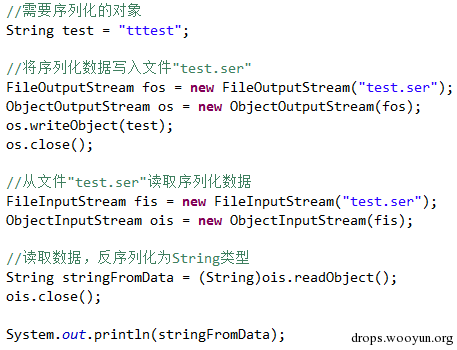 //需要序列化的对象
String test = "tttest";
//将序列化数据写入文件"test.ser"
FileOutputStream fos = new FileOutputStream("test.ser");
ObjectOutputStream os = new ObjectOutputStream(fos);
os.writeObject(test);
os.close();
//从文件"test.ser"读取序列化数据
FileInputStream fis = new FileInputStream("test.ser");
ObjectInputStream ois = new ObjectInputStream(fis);
//读取数据，反序列化为String类型
String stringFromData = (String)ois.readObject();
ois.close();
System.out.println(stringFromData);
drops.wooyun.org